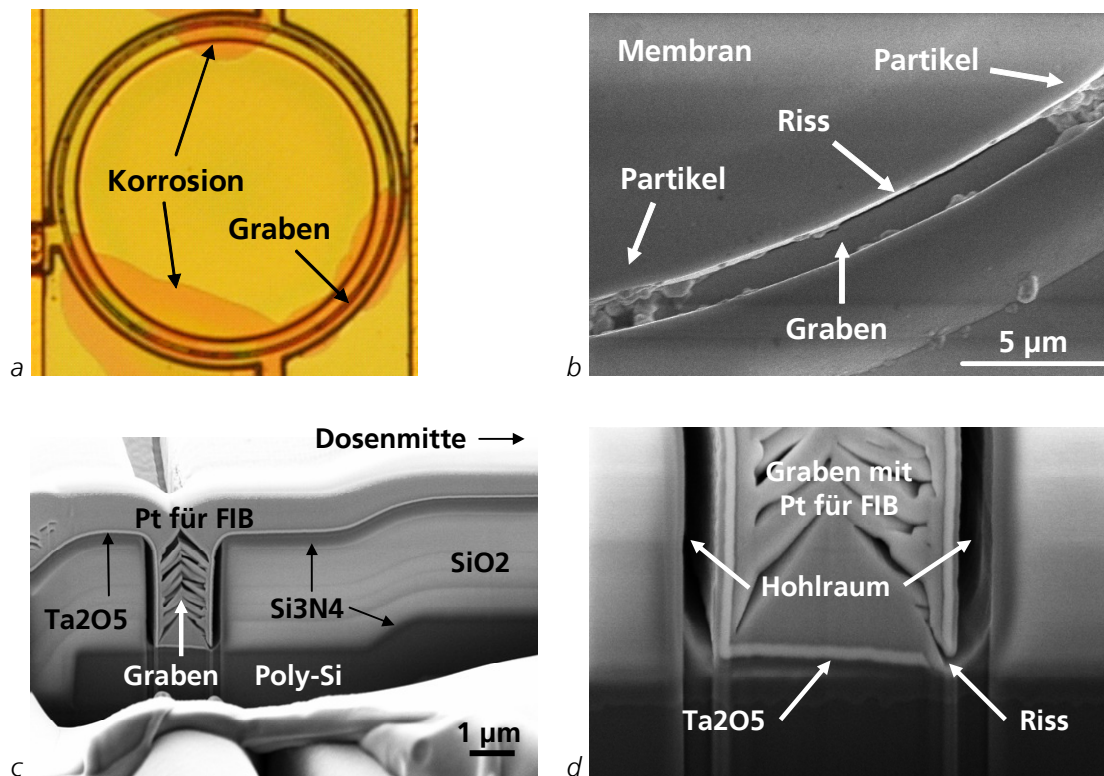 Korrosion
Graben
a
Membran
Partikel
Riss
Partikel
Graben
5 µm
b
Dosenmitte
Pt für FIB
SiO2
Ta2O5
Si3N4
Graben
Poly-Si
1 µm
c
Graben mit
Pt für FIB
Hohlraum
Ta2O5
Riss
d